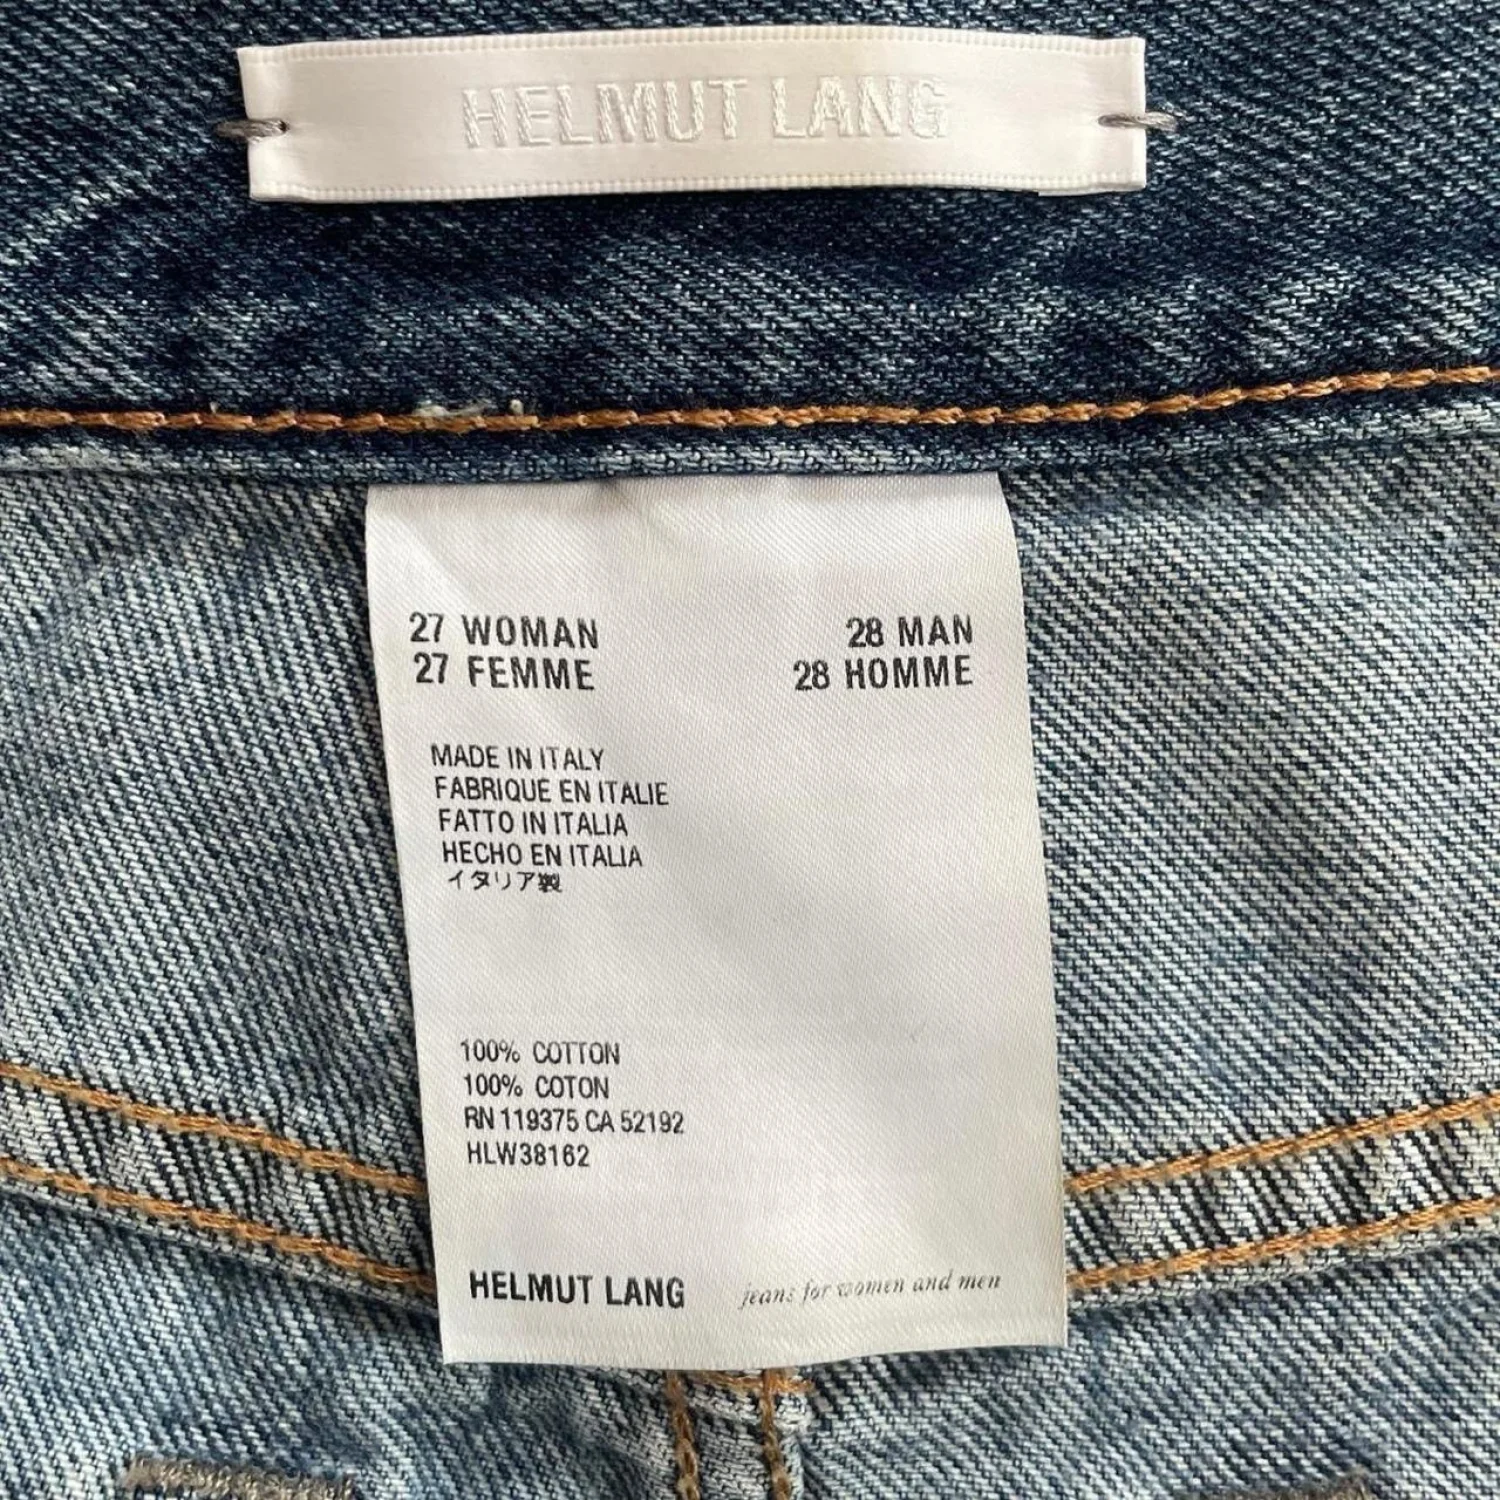 HELMUT LANG
27 WOMAN 28 MAN
27 FEMME 28 HOMME
MADE IN ITALY
FABRIQUE EN ITALIE
FATTO IN ITALIA
HECHO EN ITALIA
イタリア製
100% COTTON
100% COTON
RN 119375 CA 52192
HLW38162
HELMUT LANG jeans for women and men